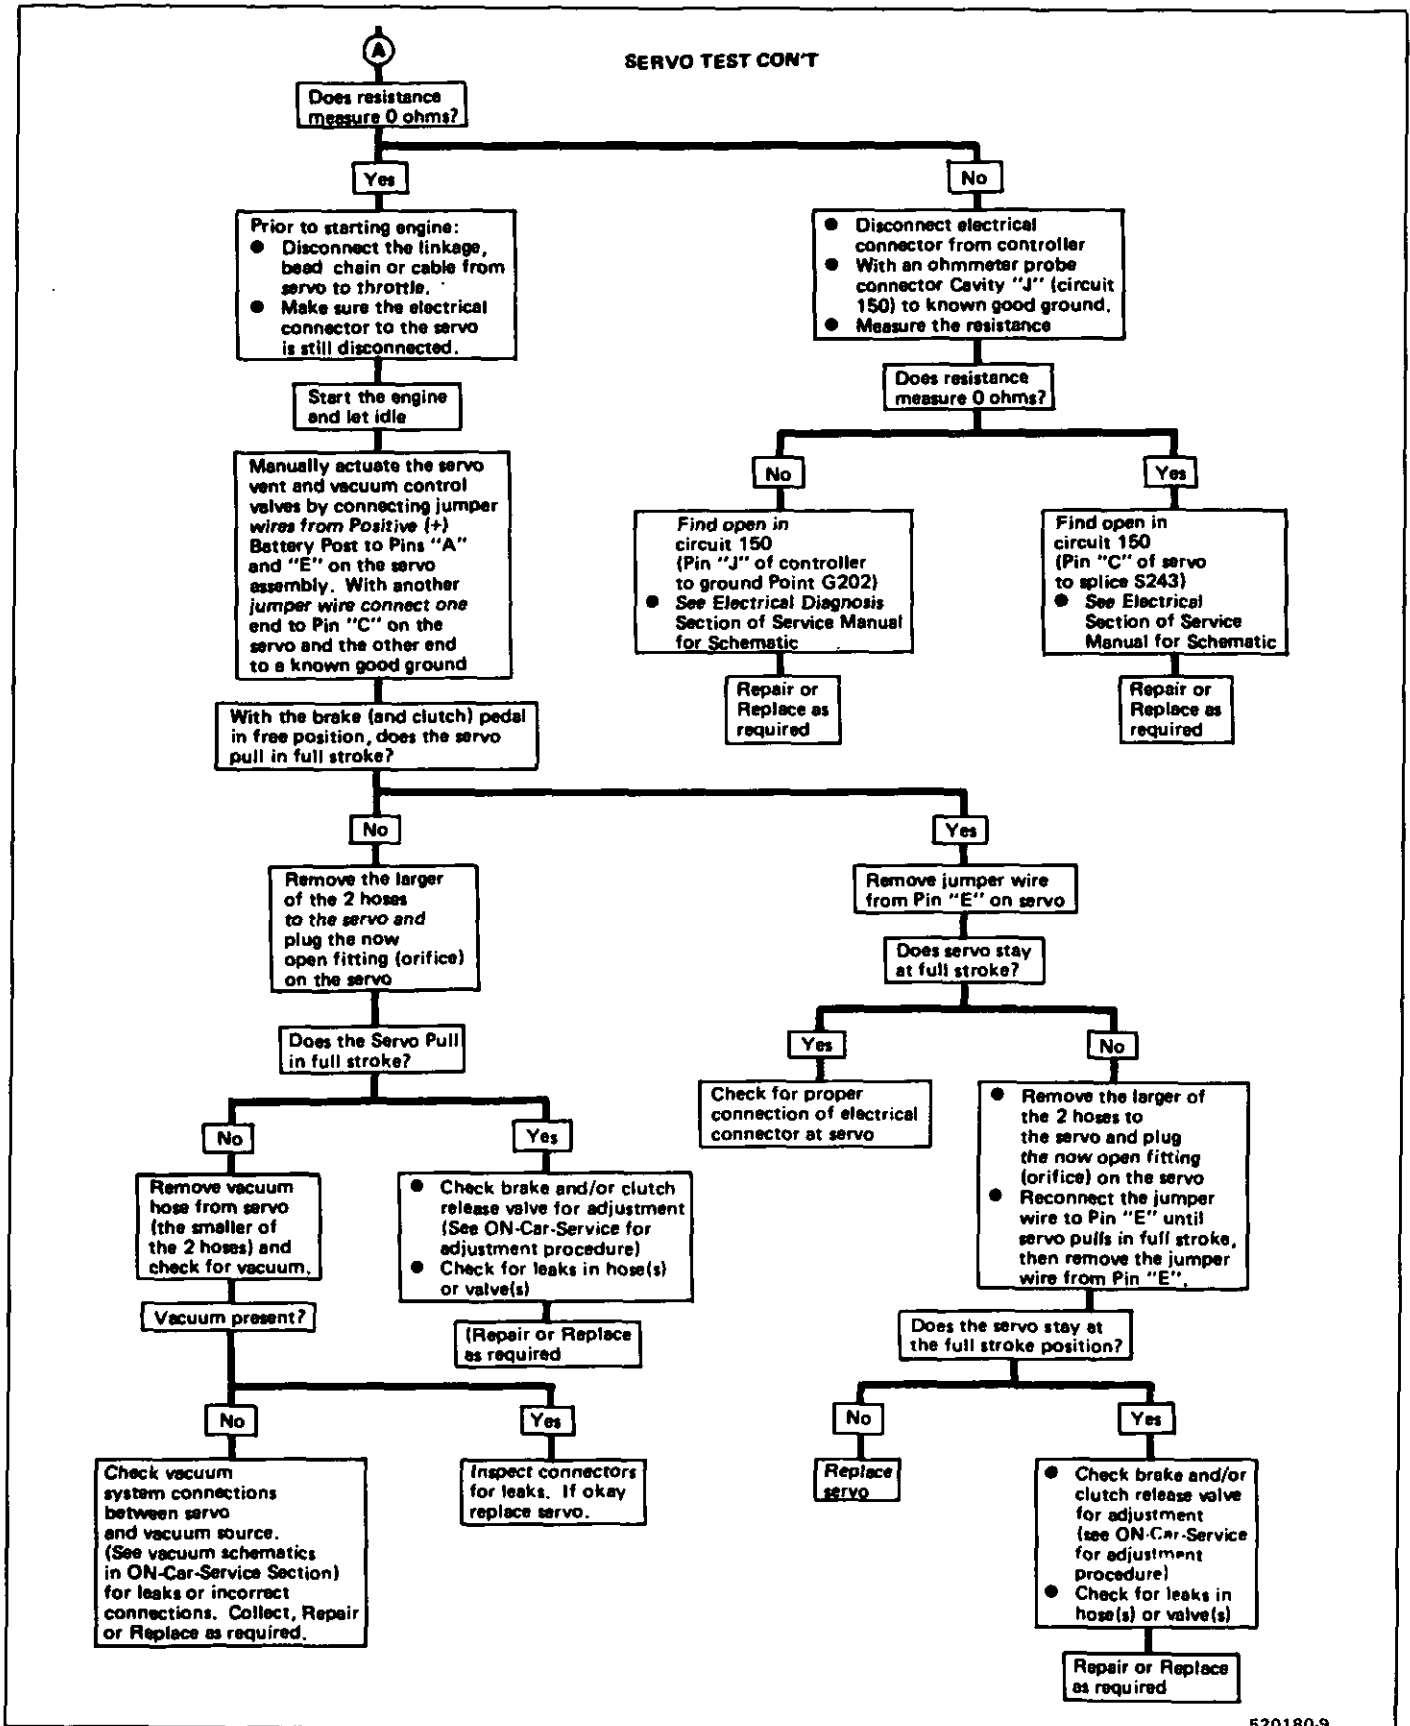 A
SERVO TEST CON'T
Does resistance
measure 0 ohms?
Yes
No
Prior to starting engine:
● Disconnect the linkage,
bead chain or cable from
servo to throttle.
● Make sure the electrical
connector to the servo
is still disconnected.
● Disconnect electrical
connector from controller
● With an ohmmeter probe
connector Cavity "J" (circuit
150) to known good ground.
● Measure the resistance
Start the engine
and let idle
Does resistance
measure 0 ohms?
Manually actuate the servo
vent and vacuum control
valves by connecting jumper
wires from Positive (+)
Battery Post to Pins "A"
and "E" on the servo
assembly. With another
jumper wire connect one
end to Pin "C" on the
servo and the other end
to a known good ground
No
Yes
Find open in
circuit 150
(Pin "J" of controller
to ground Point G202)
● See Electrical Diagnosis
Section of Service Manual
for Schematic
Find open in
circuit 150
(Pin "C" of servo
to splice S243)
● See Electrical
Section of Service
Manual for Schematic
Repair or
Replace as
required
Repair or
Replace as
required
With the brake (and clutch) pedal
in free position, does the servo
pull in full stroke?
No
Yes
Remove the larger
of the 2 hoses
to the servo and
plug the now
open fitting (orifice)
on the servo
Remove jumper wire
from Pin "E" on servo
Does servo stay
at full stroke?
Does the Servo Pull
in full stroke?
Yes
No
Check for proper
connection of electrical
connector at servo
● Remove the larger of
the 2 hoses to
the servo and plug
the now open fitting
(orifice) on the servo
● Reconnect the jumper
wire to Pin "E" until
servo pulls in full stroke,
then remove the jumper
wire from Pin "E".
No
Yes
Remove vacuum
hose from servo
(the smaller of
the 2 hoses) and
check for vacuum.
● Check brake and/or clutch
release valve for adjustment
(See ON-Car-Service for
adjustment procedure)
● Check for leaks in hose(s)
or valve(s)
Vacuum present?
(Repair or Replace
as required
Does the servo stay at
the full stroke position?
No
Yes
No
Yes
Check vacuum
system connections
between servo
and vacuum source.
(See vacuum schematics
in ON-Car-Service Section)
for leaks or incorrect
connections. Collect, Repair
or Replace as required.
Inspect connectors
for leaks. If okay
replace servo.
Replace
servo
● Check brake and/or
clutch release valve
for adjustment
(see ON-Car-Service
for adjustment
procedure)
● Check for leaks in
hose(s) or valve(s)
Repair or Replace
as required
520180-9